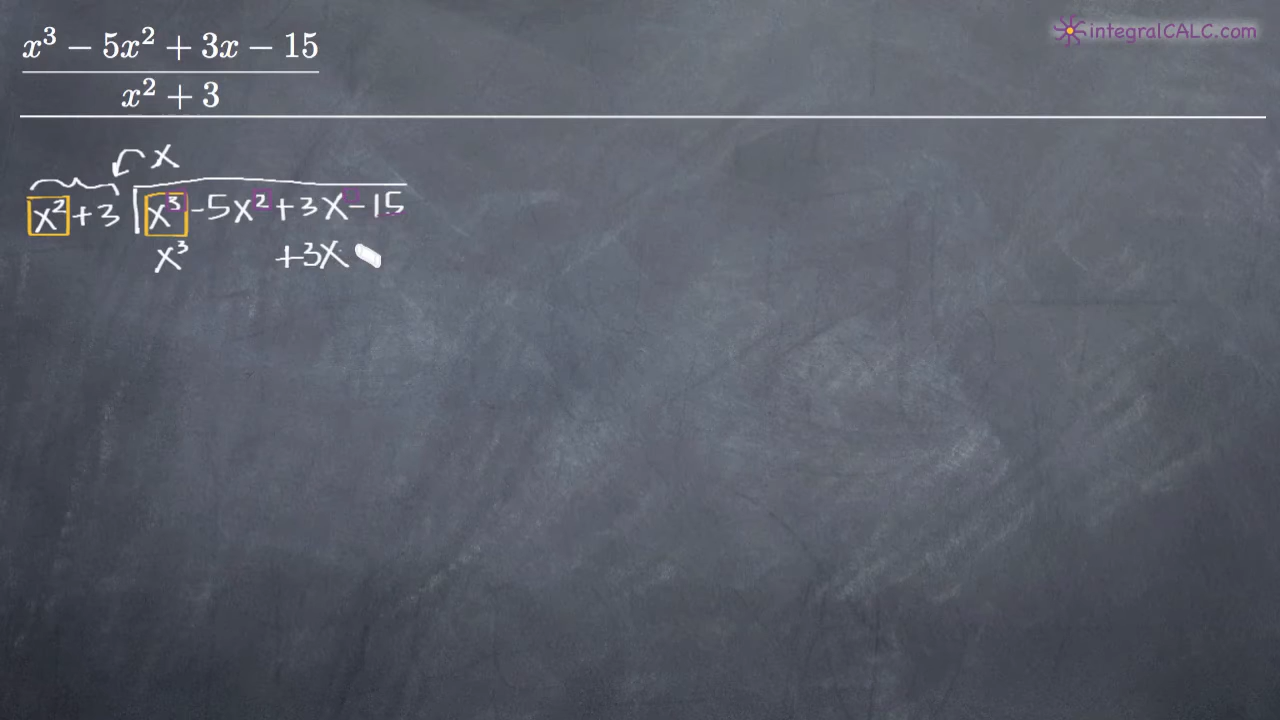 integralCALC.com
x³ − 5x² + 3x − 15
x² + 3
x
x² + 3 x³ - 5x² + 3x - 15
x³ + 3x